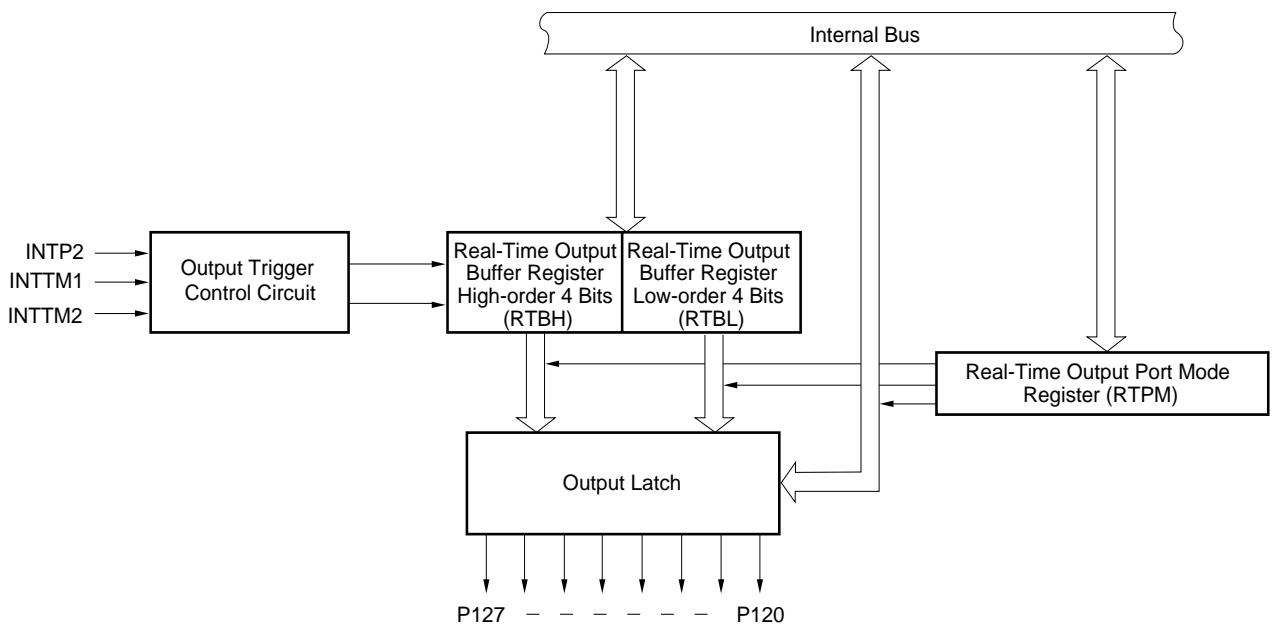 Internal Bus
INTP2
INTTM1
INTTM2
Output Trigger
Control Circuit
Real-Time Output
Buffer Register
High-order 4 Bits
(RTBH)
Real-Time Output
Buffer Register
Low-order 4 Bits
(RTBL)
Real-Time Output Port Mode
Register (RTPM)
Output Latch
P127 – – – – – – P120